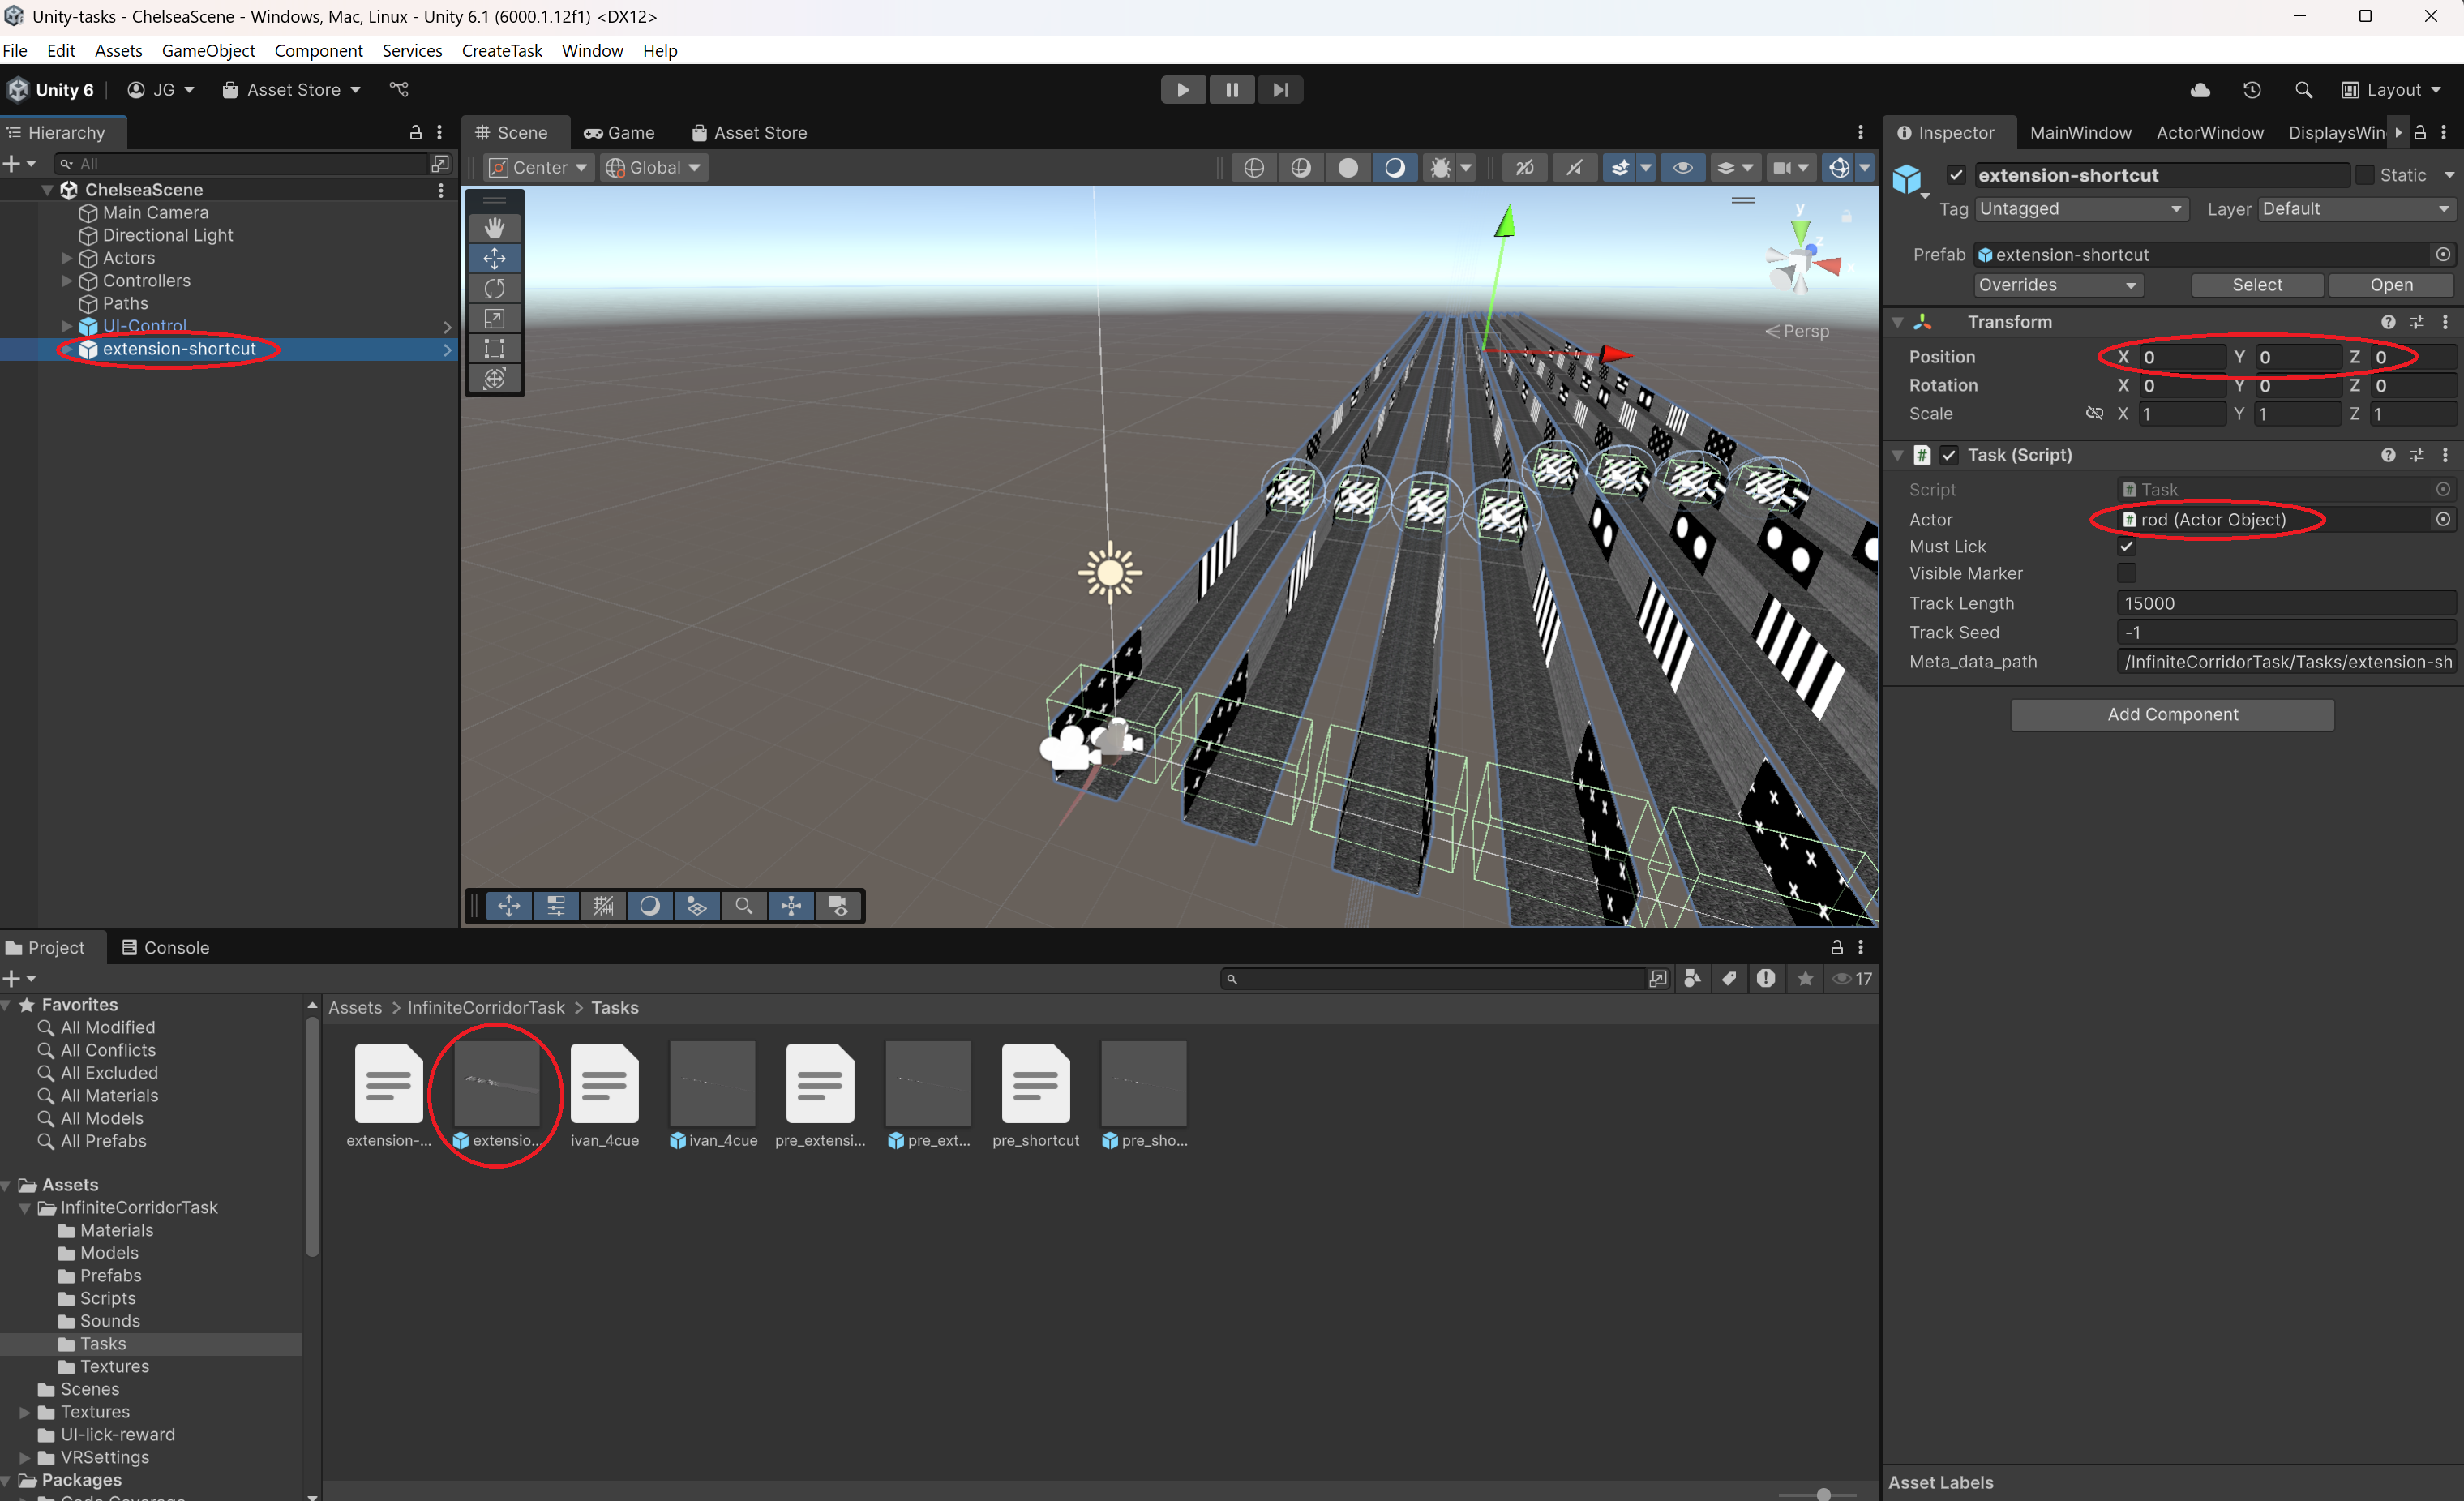 Unity-tasks - ChelseaScene - Windows, Mac, Linux - Unity 6.1 (6000.1.12f1) <DX12>
File Edit Assets GameObject Component Services CreateTask Window Help
Unity 6 JG Asset Store Layout
Hierarchy
All
ChelseaScene
Main Camera
Directional Light
Actors
Controllers
Paths
UI-Control
extension-shortcut
Scene Game Asset Store
Center Global 2D
y
z
x
Persp
Inspector MainWindow ActorWindow DisplaysWin
extension-shortcut Static
Tag Untagged Layer Default
Prefab extension-shortcut
Overrides Select Open
Transform
Position X 0 Y 0 Z 0
Rotation X 0 Y 0 Z 0
Scale X 1 Y 1 Z 1
# Task (Script)
Script # Task
Actor # rod (Actor Object)
Must Lick
Visible Marker
Track Length 15000
Track Seed -1
Meta_data_path /InfiniteCorridorTask/Tasks/extension-sh
Add Component
Asset Labels
Project Console
17
Favorites
All Modified
All Conflicts
All Excluded
All Materials
All Models
All Prefabs
Assets
InfiniteCorridorTask
Materials
Models
Prefabs
Scripts
Sounds
Tasks
Textures
Scenes
Textures
UI-lick-reward
VRSettings
Packages
Code Coverage
Assets > InfiniteCorridorTask > Tasks
extension-... extensio... ivan_4cue ivan_4cue pre_extensi... pre_ext... pre_shortcut pre_sho...